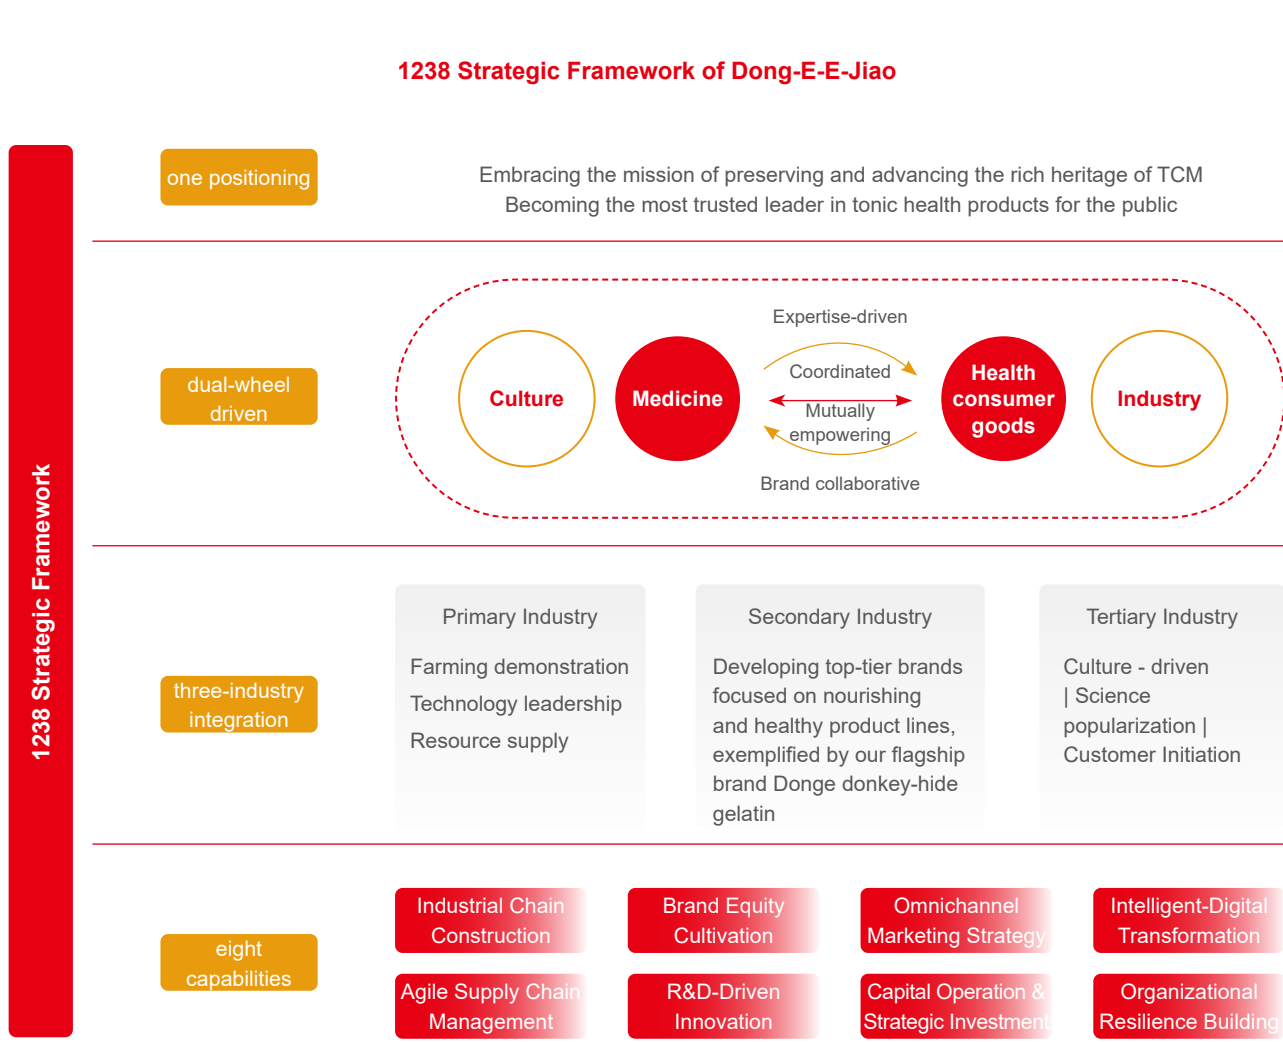 1238 Strategic Framework of Dong-E-E-Jiao
1238 Strategic Framework
one positioning
Embracing the mission of preserving and advancing the rich heritage of TCM
Becoming the most trusted leader in tonic health products for the public
dual-wheel
driven
Culture
Medicine
Expertise-driven
Coordinated
Mutually
empowering
Brand collaborative
Health
consumer
goods
Industry
three-industry
integration
Primary Industry
Farming demonstration
Technology leadership
Resource supply
Secondary Industry
Developing top-tier brands
focused on nourishing
and healthy product lines,
exemplified by our flagship
brand Donge donkey-hide
gelatin
Tertiary Industry
Culture - driven
| Science
popularization |
Customer Initiation
eight
capabilities
Industrial Chain
Construction
Brand Equity
Cultivation
Omnichannel
Marketing Strategy
Intelligent-Digital
Transformation
Agile Supply Chain
Management
R&D-Driven
Innovation
Capital Operation &
Strategic Investment
Organizational
Resilience Building